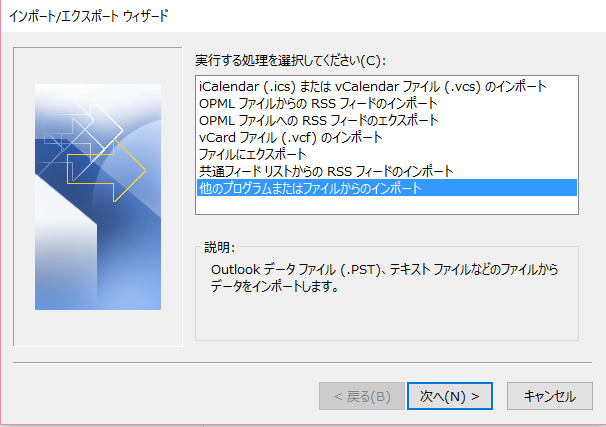 インポート/エクスポート ウィザード
実行する処理を選択してください(C):
iCalendar (.ics) または vCalendar ファイル (.vcs) のインポート
OPML ファイルからの RSS フィードのインポート
OPML ファイルへの RSS フィードのエクスポート
vCard ファイル (.vcf) のインポート
ファイルにエクスポート
共通フィード リストからの RSS フィードのインポート
他のプログラムまたはファイルからのインポート
説明:
Outlook データ ファイル (.PST)、テキスト ファイルなどのファイルから
データをインポートします。
< 戻る(B)
次へ(N) >
キャンセル